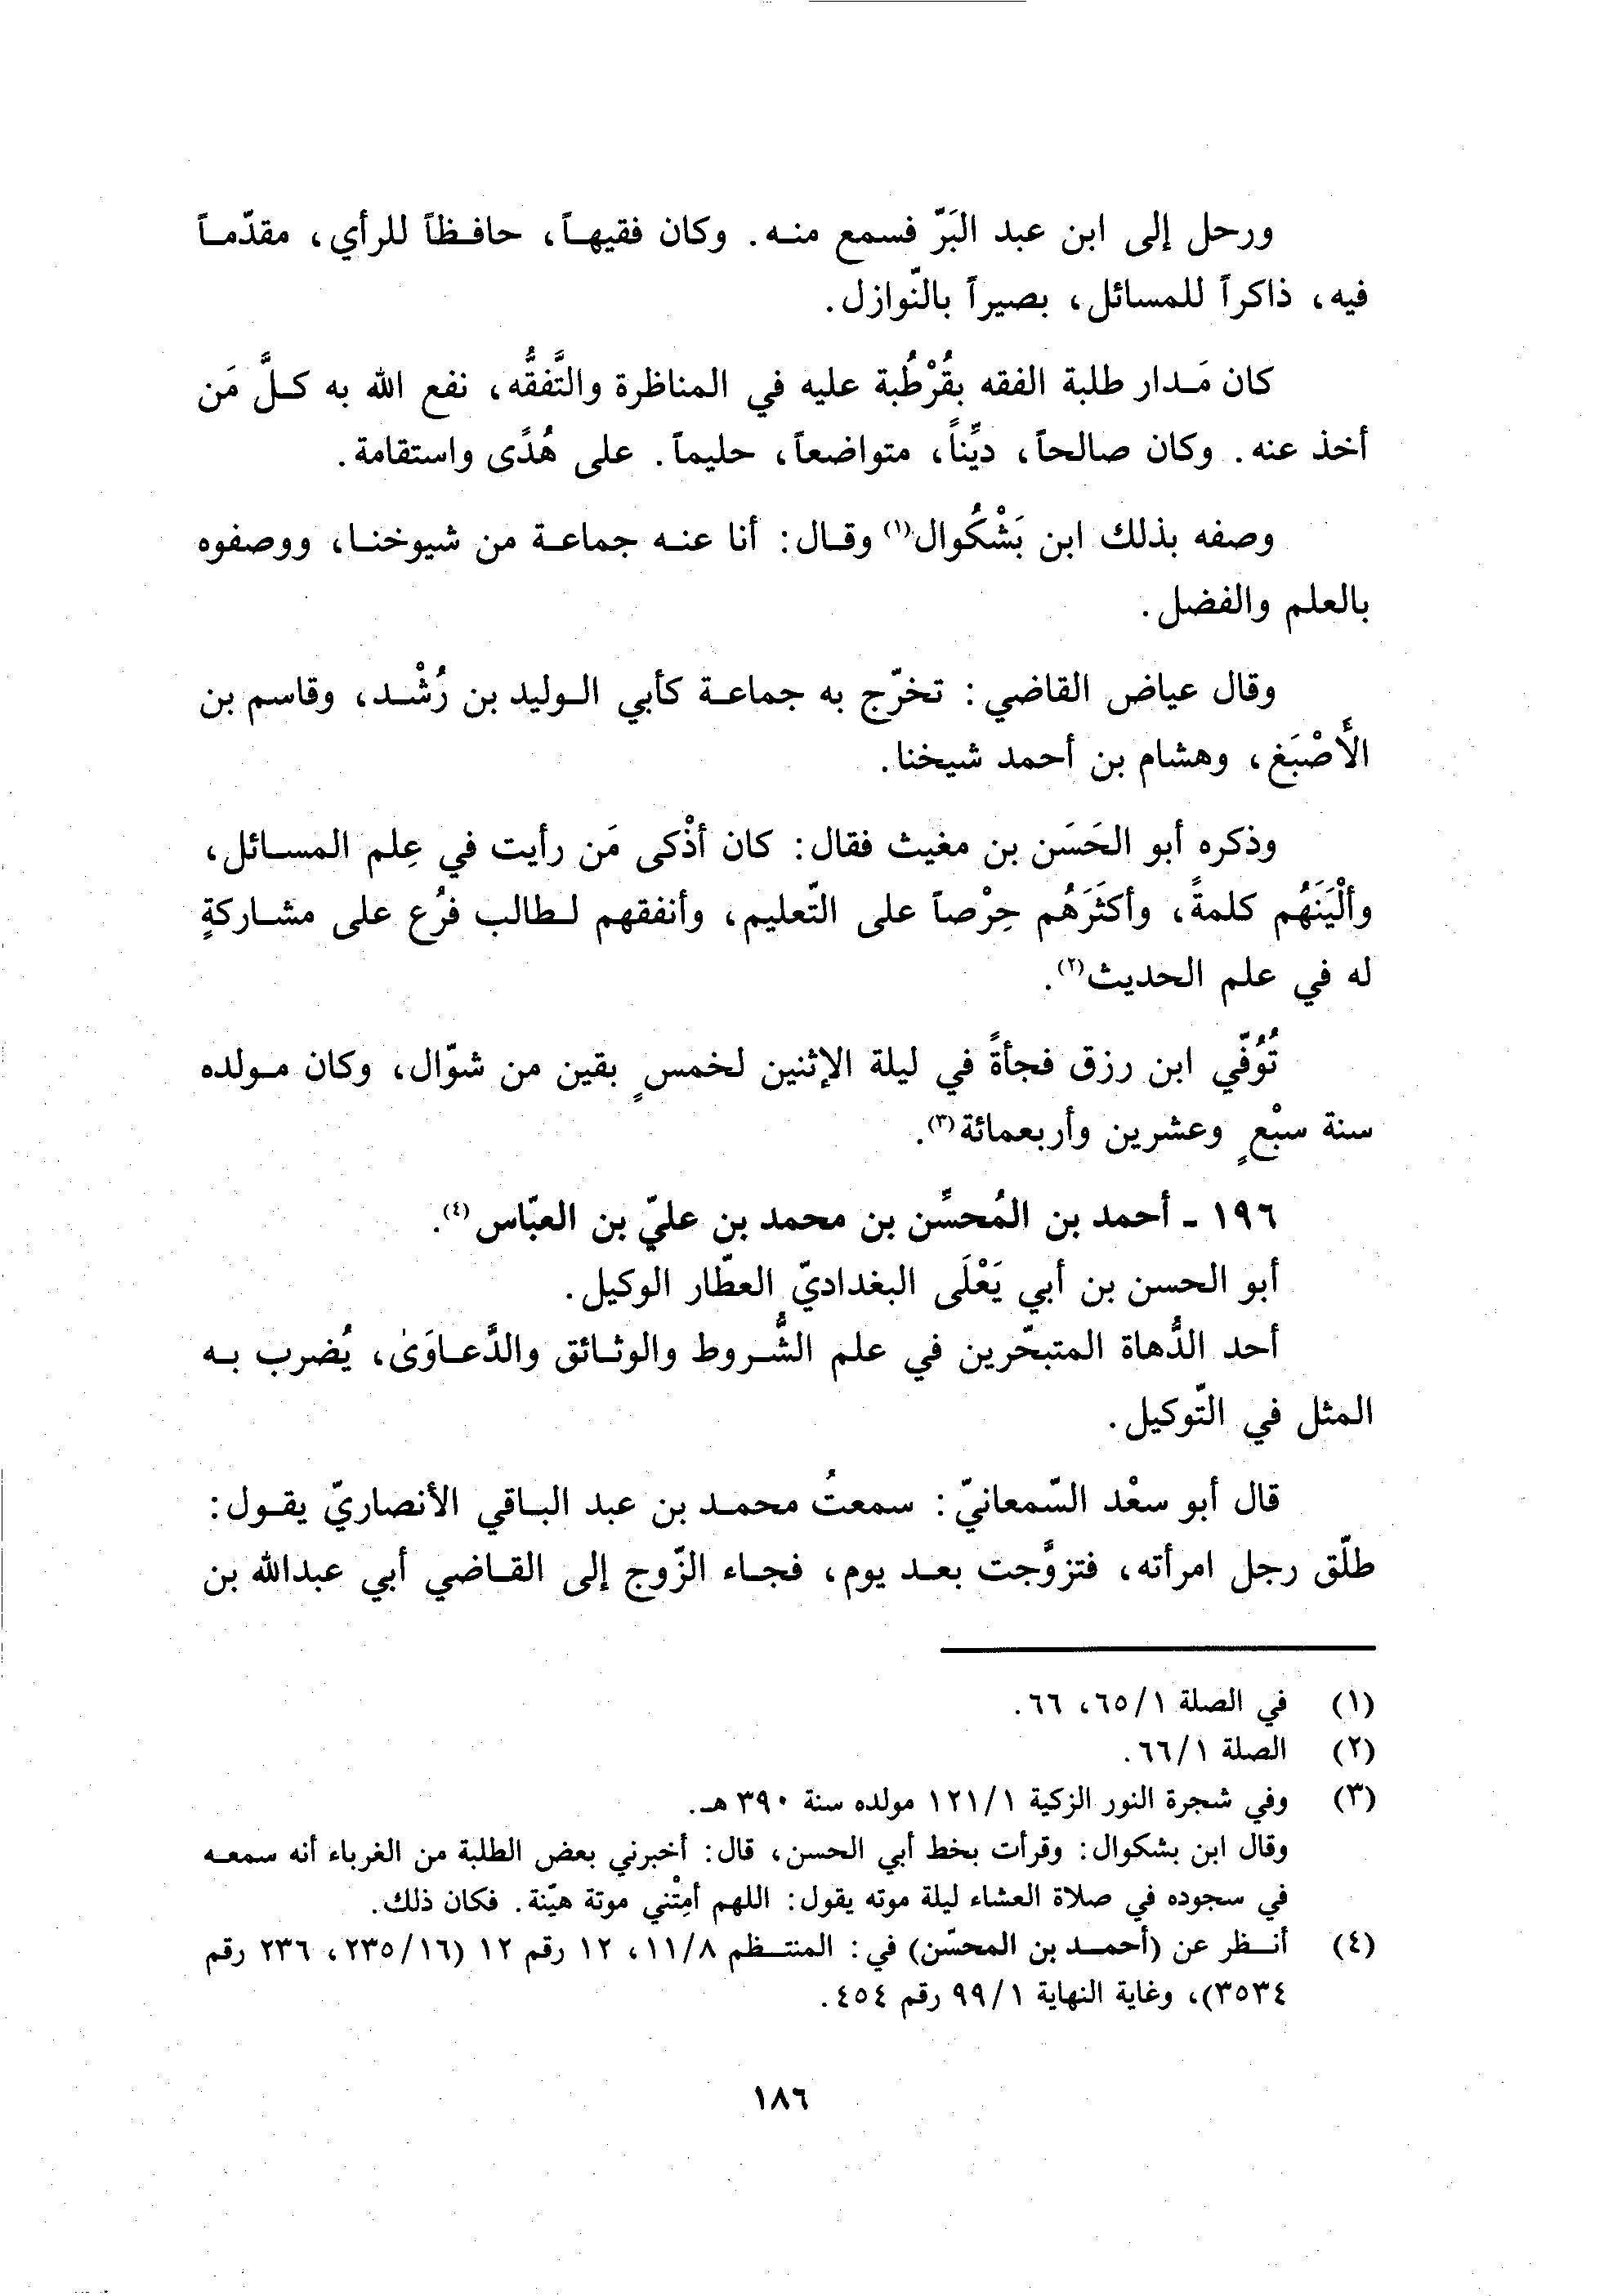 ورحل إلى ابن عبد البَرّ فسمع منه. وكان فقيهاً، حافظاً للرأي، مقدّماً
فيه، ذاكراً للمسائل، بصيراً بالنّوازل.
كان مَدار طلبة الفقه بقُرْطُبة عليه في المناظرة والتَّفقُّه، نفع الله به كلَّ مَن
أخذ عنه. وكان صالحاً، ديِّناً، متواضعاً، حليماً. على هُدًى واستقامة.
وصفه بذلك ابن بَشْكُوال(١) وقال: أنا عنه جماعة من شيوخنا، ووصفوه
بالعلم والفضل.
وقال عياض القاضي: تخرّج به جماعة كأبي الوليد بن رُشْد، وقاسم بن
الأَصْبَغ، وهشام بن أحمد شيخنا.
وذكره أبو الحَسَن بن مغيث فقال: كان أذْكى مَن رأيت في عِلم المسائل،
وألْيَنَهُم كلمةً، وأكثَرَهُم حِرْصاً على التّعليم، وأنفقهم لطالب فرُع على مشاركةٍ
له في علم الحديث(٢).
تُوُفّي ابن رزق فجأةً في ليلة الإثنين لخمسٍ بقين من شوّال، وكان مولده
سنة سبْعٍ وعشرين وأربعمائة(٣).
١٩٦ - أحمد بن المُحسِّن بن محمد بن عليّ بن العبّاس(٤).
أبو الحسن بن أبي يَعْلَى البغداديّ العطّار الوكيل.
أحد الدُّهاة المتبحّرين في علم الشُّروط والوثائق والدَّعاوَىٰ، يُضرب به
المثل في التّوكيل.
قال أبو سعْد السّمعانيّ: سمعتُ محمد بن عبد الباقي الأنصاريّ يقول:
طلّق رجل امرأته، فتزوَّجت بعد يوم، فجاء الزّوج إلى القاضي أبي عبدالله بن
(١) في الصلة ١/ ٦٥، ٦٦.
(٢) الصلة ١/ ٦٦.
(٣) وفي شجرة النور الزكية ١/ ١٢١ مولده سنة ٣٩٠ هـ.
وقال ابن بشكوال: وقرأت بخط أبي الحسن، قال: أخبرني بعض الطلبة من الغرباء أنه سمعه
في سجوده في صلاة العشاء ليلة موته يقول: اللهم أمِتْني موتة هيّنة. فكان ذلك.
(٤) أنظر عن (أحمد بن المحسّن) في: المنتظم ٨/ ١١، ١٢ رقم ١٢ (١٦/ ٢٣٥، ٢٣٦ رقم
٣٥٣٤)، وغاية النهاية ١/ ٩٩ رقم ٤٥٤.
١٨٦